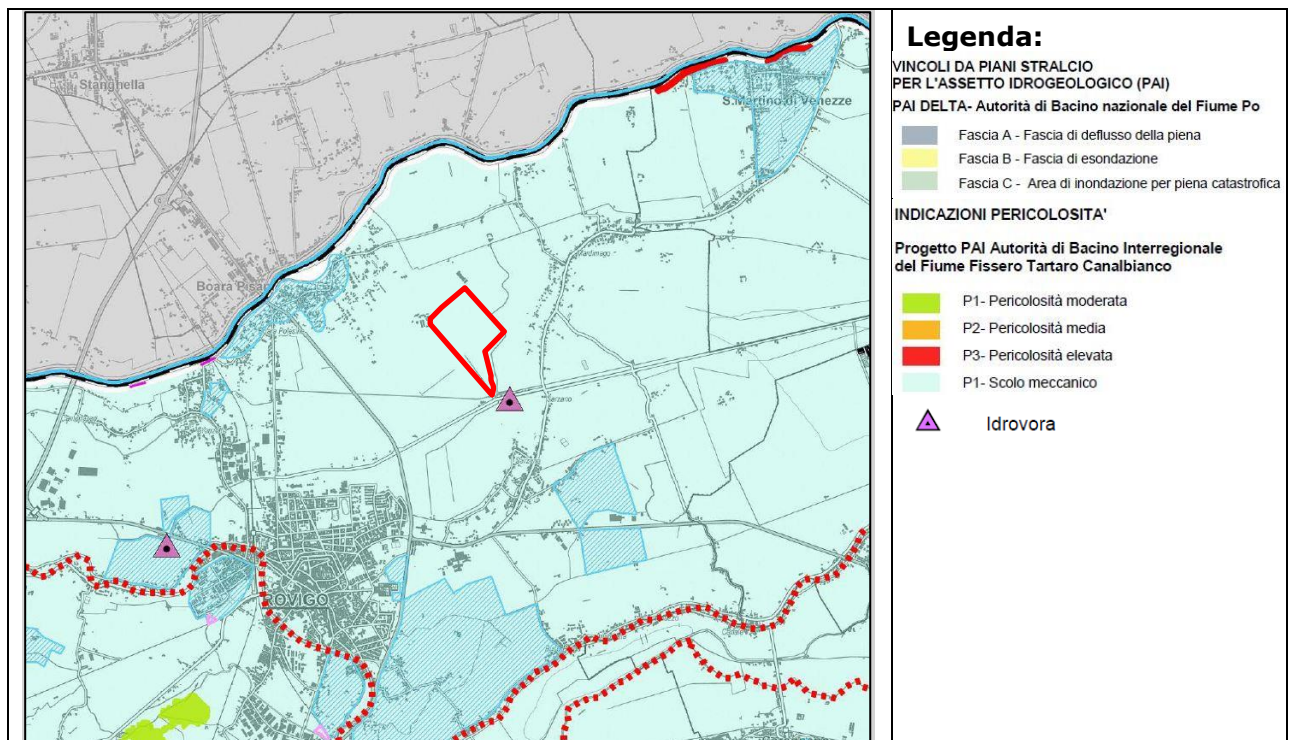 Stanghella
S.Martino di Venezze
Boara Pisani
Sarzano
ROVIGO
Legenda:
VINCOLI DA PIANI STRALCIO
PER L'ASSETTO IDROGEOLOGICO (PAI)
PAI DELTA- Autorità di Bacino nazionale del Fiume Po
Fascia A - Fascia di deflusso della piena
Fascia B - Fascia di esondazione
Fascia C - Area di inondazione per piena catastrofica
INDICAZIONI PERICOLOSITA'
Progetto PAI Autorità di Bacino Interregionale
del Fiume Fissero Tartaro Canalbianco
P1- Pericolosità moderata
P2- Pericolosità media
P3- Pericolosità elevata
P1- Scolo meccanico
Idrovora